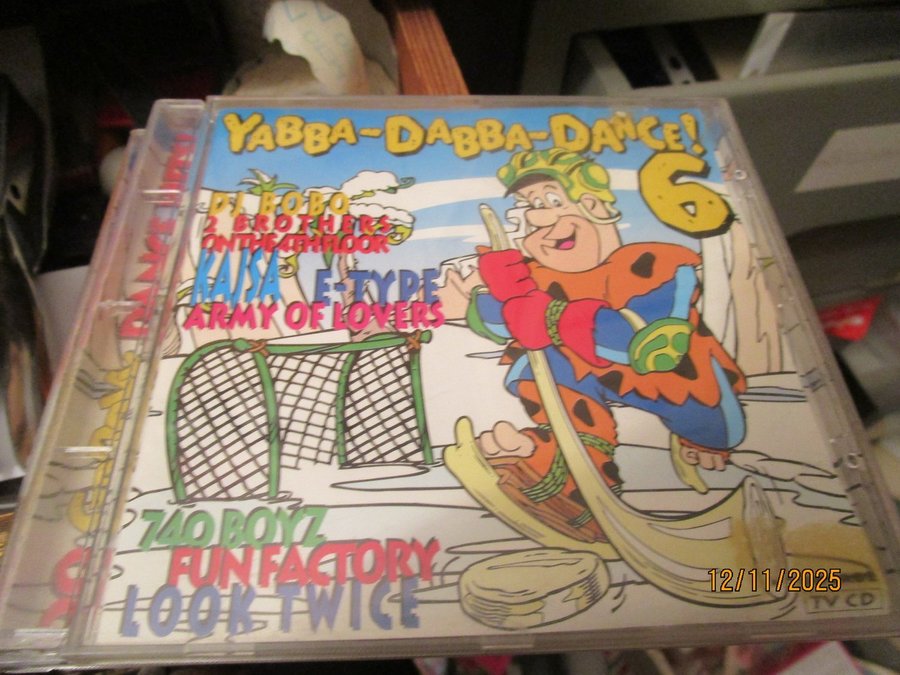 YABBA-DABBA-DANCE!
6
DJ BOBO
2 BROTHERS
ON THE 4TH FLOOR
KAJSA E-TYPE
ARMY OF LOVERS
740 BOYZ
FUN FACTORY
LOOK TWICE
12/11/2025
TV CD